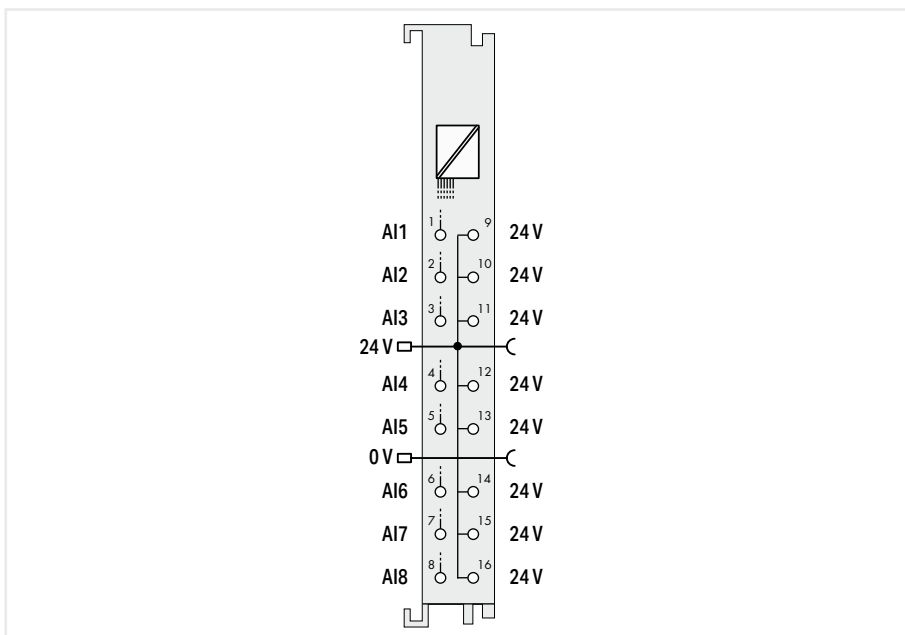 AI1 1 9 24 V
AI2 2 10 24 V
AI3 3 11 24 V
24 V
AI4 4 12 24 V
AI5 5 13 24 V
0 V
AI6 6 14 24 V
AI7 7 15 24 V
AI8 8 16 24 V